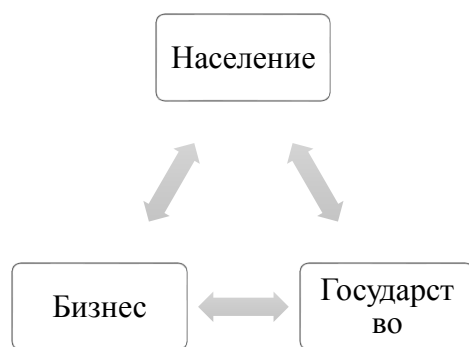 Население
Бизнес
Государст
во